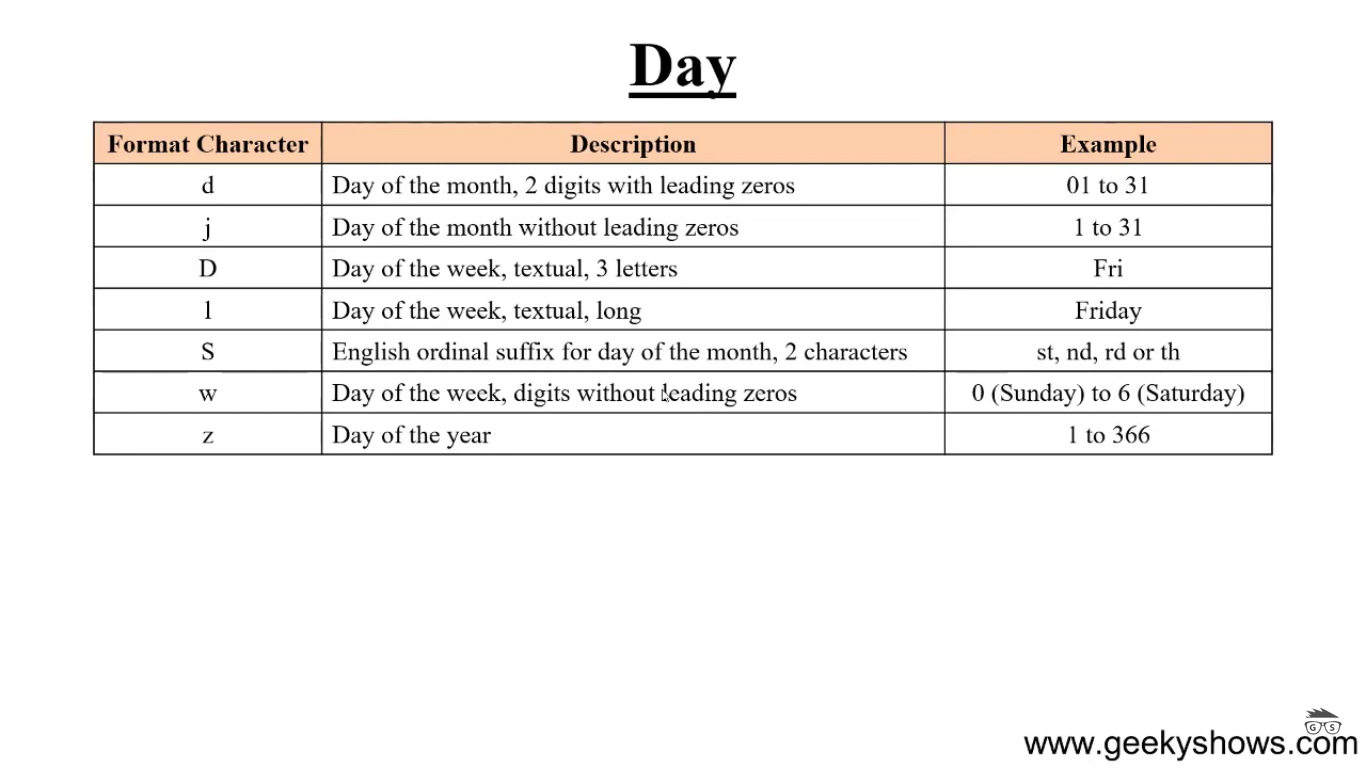 Day
Format Character Description Example
d Day of the month, 2 digits with leading zeros 01 to 31
j Day of the month without leading zeros 1 to 31
D Day of the week, textual, 3 letters Fri
l Day of the week, textual, long Friday
S English ordinal suffix for day of the month, 2 characters st, nd, rd or th
w Day of the week, digits without leading zeros 0 (Sunday) to 6 (Saturday)
z Day of the year 1 to 366
G S
www.geekyshows.com